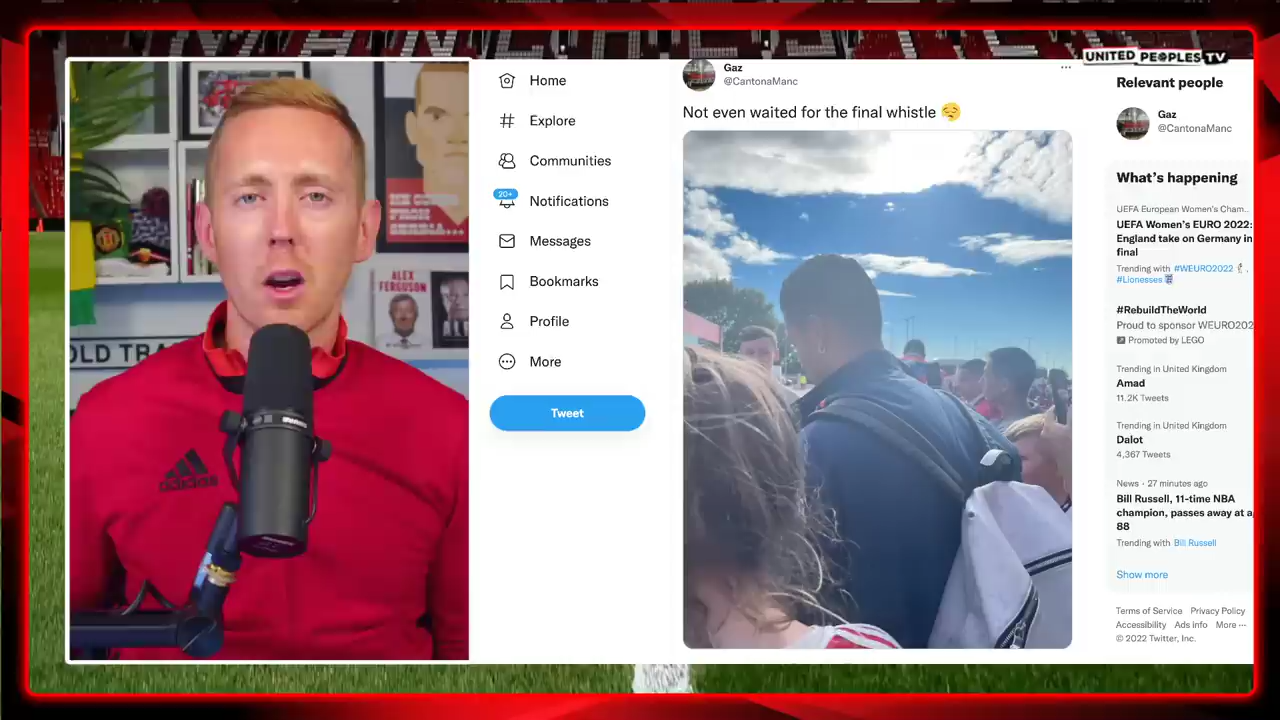 UNITED PEOPLES TV
ALEX
FERGUSON
OLD TRA
adidas
Home
Explore
Communities
20+
Notifications
Messages
Bookmarks
Profile
More
Tweet
Gaz
@CantonaManc
Not even waited for the final whistle 😪
Relevant people
Gaz
@CantonaManc
What's happening
UEFA European Women's Cham...
UEFA Women's EURO 2022:
England take on Germany in
final
Trending with #WEURO2022 ,
#Lionesses
#RebuildTheWorld
Proud to sponsor WEURO202
Promoted by LEGO
Trending in United Kingdom
Amad
11.2K Tweets
Trending in United Kingdom
Dalot
4,367 Tweets
News · 27 minutes ago
Bill Russell, 11-time NBA
champion, passes away at a
88
Trending with Bill Russell
Show more
Terms of Service Privacy Policy
Accessibility Ads info More ···
© 2022 Twitter, Inc.